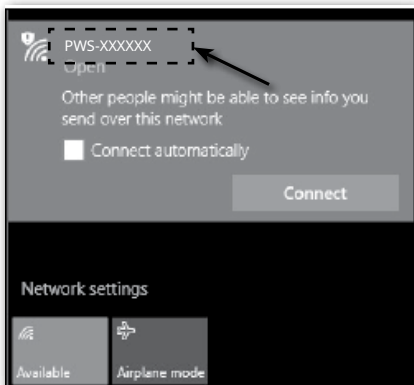 PWS-XXXXXX
Open
Other people might be able to see info you
send over this network
Connect automatically
Connect
Network settings
Available
Airplane mode